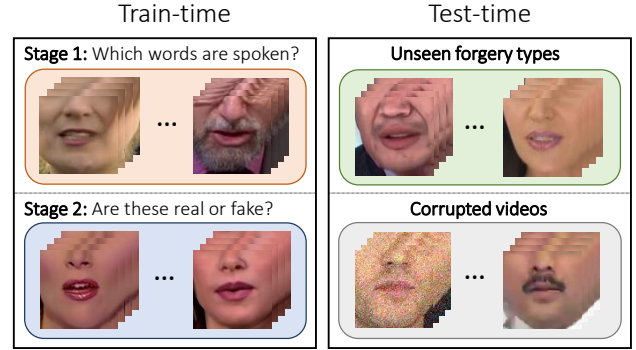 Train-time
Test-time
Stage 1: Which words are spoken?
...
Stage 2: Are these real or fake?
...
Unseen forgery types
...
Corrupted videos
...